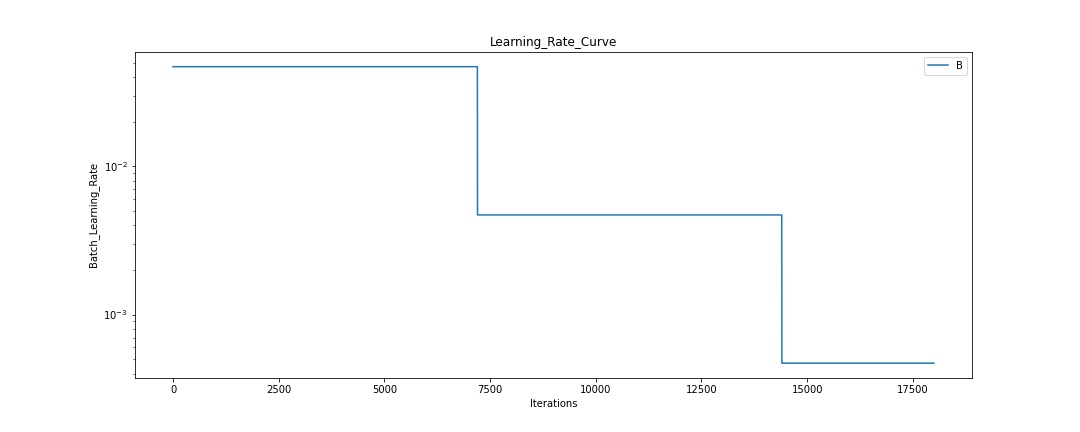 Learning_Rate_Curve
B
Batch_Learning_Rate
10⁻²
10⁻³
0 2500 5000 7500 10000 12500 15000 17500
Iterations